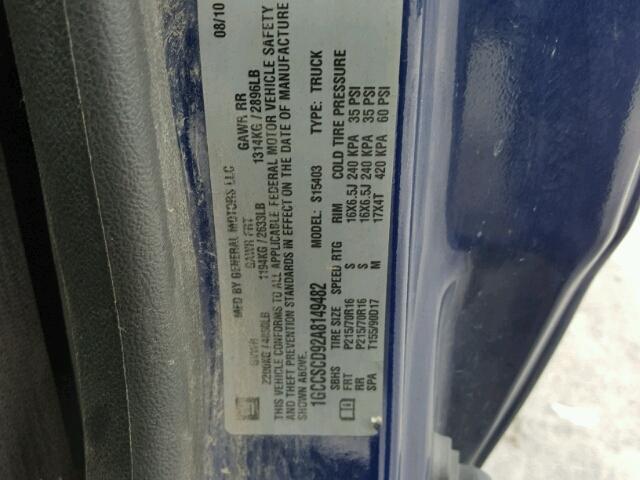 08/10
MFD BY GENERAL MOTORS LLC
GVWR GAWR FRT GAWR RR
2200KG / 4850LB 1194KG / 2633LB 1314KG / 2896LB
THIS VEHICLE CONFORMS TO ALL APPLICABLE FEDERAL MOTOR VEHICLE SAFETY
AND THEFT PREVENTION STANDARDS IN EFFECT ON THE DATE OF MANUFACTURE
SHOWN ABOVE.
1GCCSCD92A8149482 MODEL: S15403 TYPE: TRUCK
SBHS TIRE SIZE SPEED RTG RIM COLD TIRE PRESSURE
FRT P215/70R16 S 16X6.5J 240 KPA 35 PSI
RR P215/70R16 S 16X6.5J 240 KPA 35 PSI
SPA T155/90D17 M 17X4T 420 KPA 60 PSI